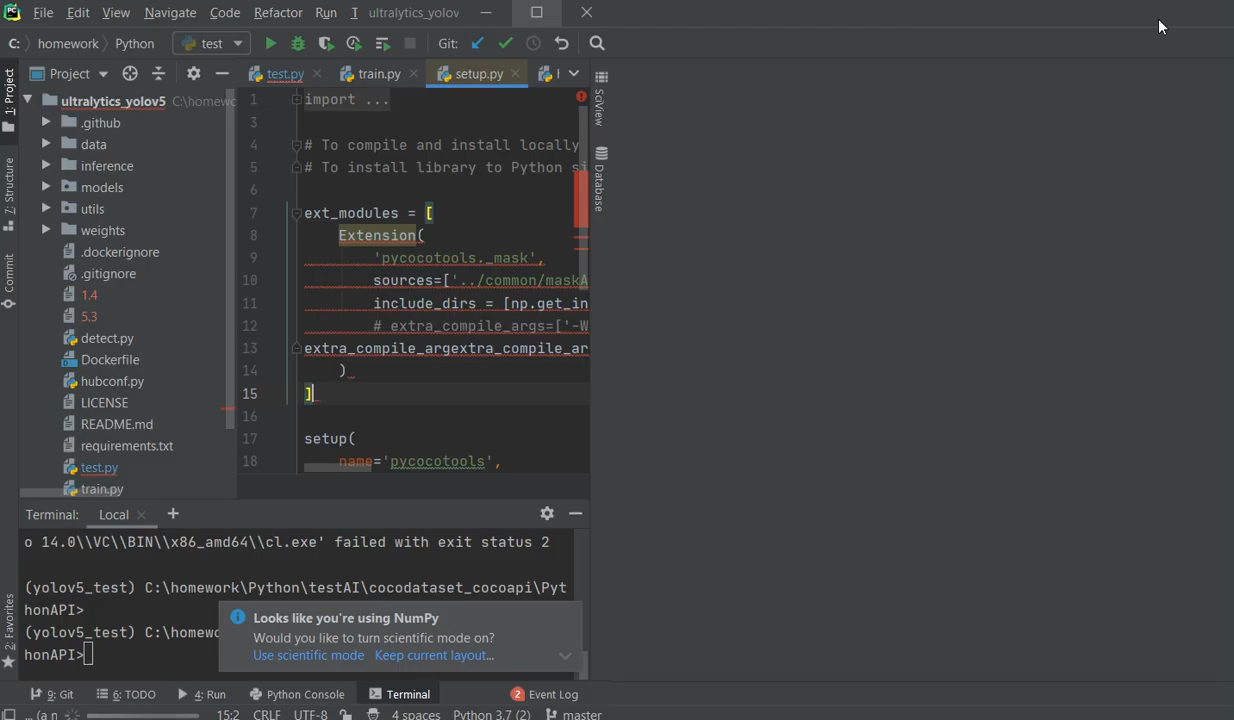 PC File Edit View Navigate Code Refactor Run T ultralytics_yolov
C: homework Python test Git:
1: Project
7: Structure
Commit
2: Favorites
Project
ultralytics_yolov5 C:\homewo
.github
data
inference
models
utils
weights
.dockerignore
.gitignore
1.4
5.3
detect.py
Dockerfile
hubconf.py
LICENSE
README.md
requirements.txt
test.py
train.py
test.py train.py setup.py
1 import ...
3
4 # To compile and install locally
5 # To install library to Python si
6
7 ext_modules = [
8 Extension(
9 'pycocotools._mask',
10 sources=['../common/maskA
11 include_dirs = [np.get_in
12 # extra_compile_args=['-W
13 extra_compile_argextra_compile_ar
14 )
15 ]
16
17 setup(
18 name='pycocotools',
SciView
Database
Terminal: Local +
o 14.0\\VC\\BIN\\x86_amd64\\cl.exe' failed with exit status 2
(yolov5_test) C:\homework\Python\testAI\cocodataset_cocoapi\Pyt
honAPI>
(yolov5_test) C:\homewo
honAPI>
Looks like you're using NumPy
Would you like to turn scientific mode on?
Use scientific mode Keep current layout...
9: Git 6: TODO 4: Run Python Console Terminal 2 Event Log
15:2 CRLF UTF-8 4 spaces Python 3.7 (2) master